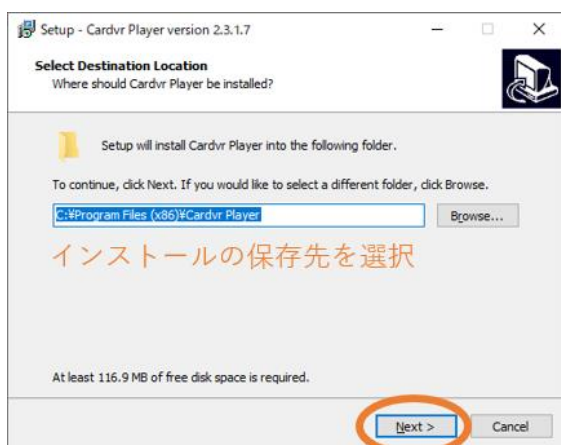 Setup - Cardvr Player version 2.3.1.7
Select Destination Location
Where should Cardvr Player be installed?
Setup will install Cardvr Player into the following folder.
To continue, click Next. If you would like to select a different folder, click Browse.
C:¥Program Files (x86)¥Cardvr Player
Browse...
インストールの保存先を選択
At least 116.9 MB of free disk space is required.
Next >
Cancel